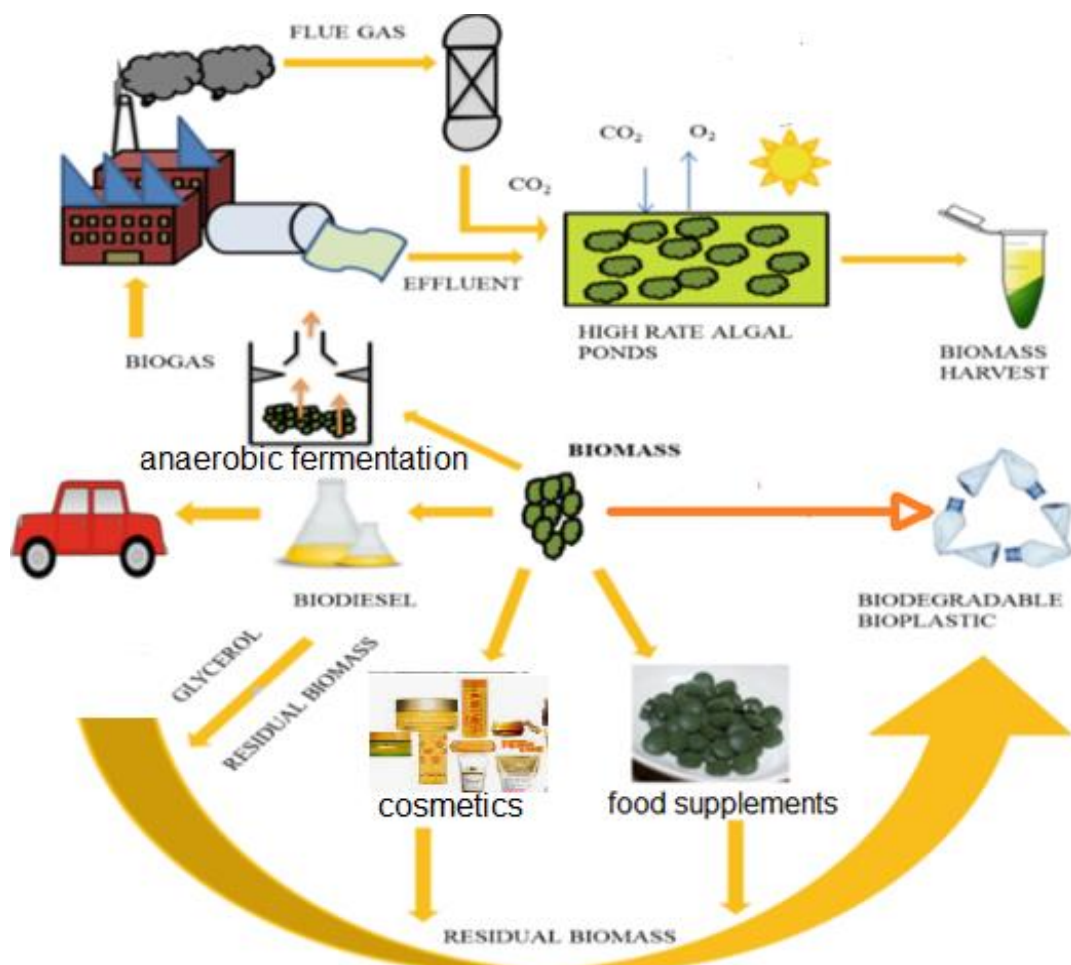 FLUE GAS
CO₂
O₂
CO₂
EFFLUENT
HIGH RATE ALGAL
PONDS
BIOMASS
HARVEST
BIOGAS
anaerobic fermentation
BIOMASS
BIODIESEL
BIODEGRADABLE
BIOPLASTIC
GLYCEROL
RESIDUAL BIOMASS
cosmetics
food supplements
RESIDUAL BIOMASS